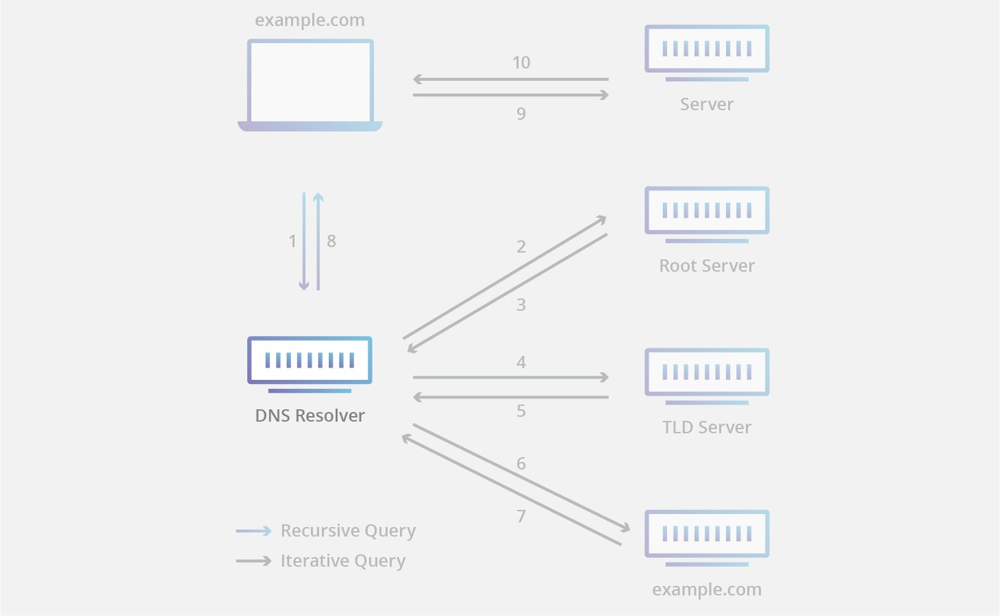 example.com
10
9
Server
1
8
2
3
Root Server
4
5
DNS Resolver
TLD Server
6
7
Recursive Query
Iterative Query
example.com